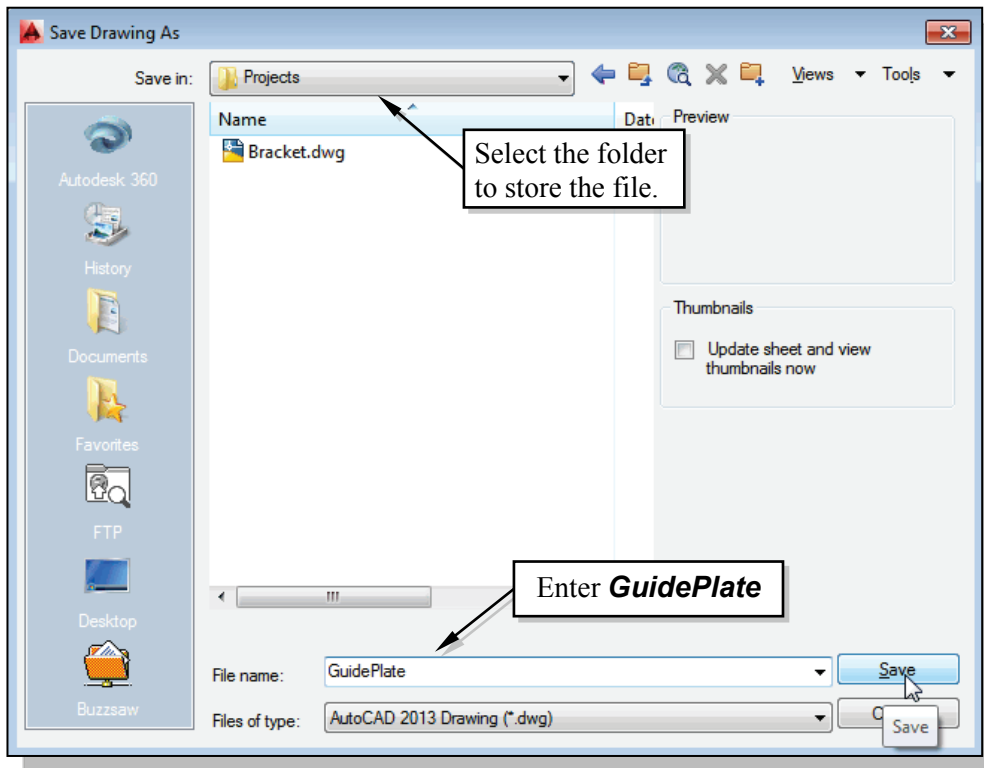 Save Drawing As
Save in:
Projects
Views
Tools
Name
Date
Preview
Bracket.dwg
Select the folder
to store the file.
Autodesk 360
History
Documents
Favorites
FTP
Desktop
Buzzsaw
Thumbnails
Update sheet and view
thumbnails now
Enter GuidePlate
File name:
GuidePlate
Save
Files of type:
AutoCAD 2013 Drawing (*.dwg)
Save